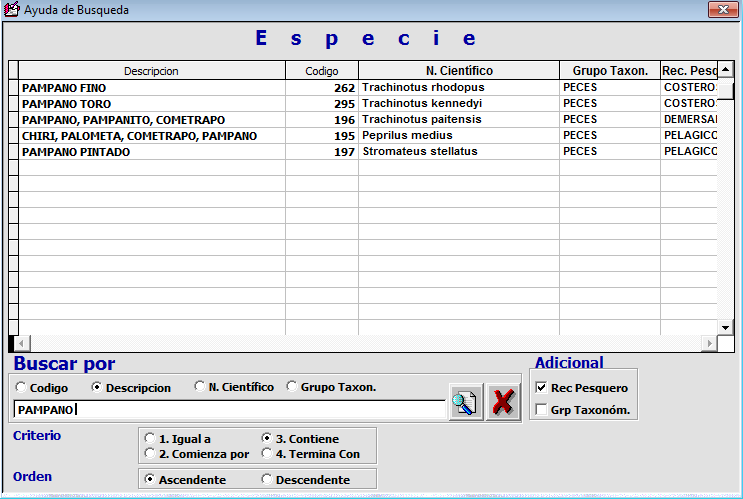 Ayuda de Busqueda
E s p e c i e
Descripcion Codigo N. Científico Grupo Taxon. Rec. Pesq
PAMPANO FINO 262 Trachinotus rhodopus PECES COSTERO
PAMPANO TORO 295 Trachinotus kennedyi PECES COSTERO
PAMPANO, PAMPANITO, COMETRAPO 196 Trachinotus paitensis PECES DEMERSAL
CHIRI, PALOMETA, COMETRAPO, PAMPANO 195 Peprilus medius PECES PELAGICO
PAMPANO PINTADO 197 Stromateus stellatus PECES PELAGICO
Buscar por
Adicional
Codigo Descripcion N. Científico Grupo Taxon.
Rec Pesquero
PAMPANO
Grp Taxonóm.
Criterio
1. Igual a 3. Contiene
2. Comienza por 4. Termina Con
Orden
Ascendente Descendente